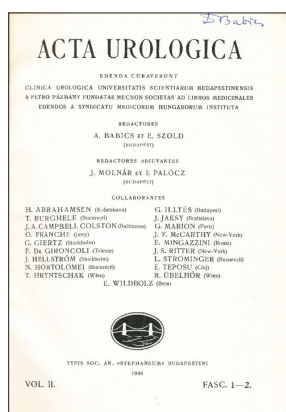 D Babics
ACTA UROLOGICA
EDENDA CURAVERUNT
CLINICA UROLOGICA UNIVERSITATIS SCIENTIARUM BUDAPESTINENSIS
A PETRO PÁZMÁNY FUNDATAE NECNON SOCIETAS AD LIBROS MEDICINALES
EDENDOS A SYNDICATU MEDICORUM HUNGARORUM INSTITUTA
REDACTORES
A. BABICS ET E. SZOLD
(BUDAPEST)
REDACTORES ADIUVANTES
J. MOLNÁR ET I. PALÓCZ
(BUDAPEST)
COLLABORANTES
H. ABRAHAMSEN (Kobenhavn)
T. BURGHELE (București)
J. A. CAMPBELL COLSTON (Baltimore)
O. FRANCHE (Javry)
G. GIERTZ (Stockholm)
F. De GIRONCOLI (Trieste)
J. HELLSTRÖM (Stockholm)
N. HORTOLOMEI (București)
T. HRYNTSCHAK (Wien)
G. ILLYÉS (Budapest)
J. JAKSY (Bratislava)
G. MARION (Paris)
J. F. McCARTHY (New-York)
E. MINGAZZINI (Roma)
J. S. RITTER (New-York)
L. STROMINGER (București)
E. TEPOSU (Cluj)
R. ÜBELHÖR (Wien)
E. WILDBOLZ (Bern)
TYPIS SOC. AN. «STEPHANEUM» BUDAPESTINI
1948
VOL. II. FASC. 1—2.